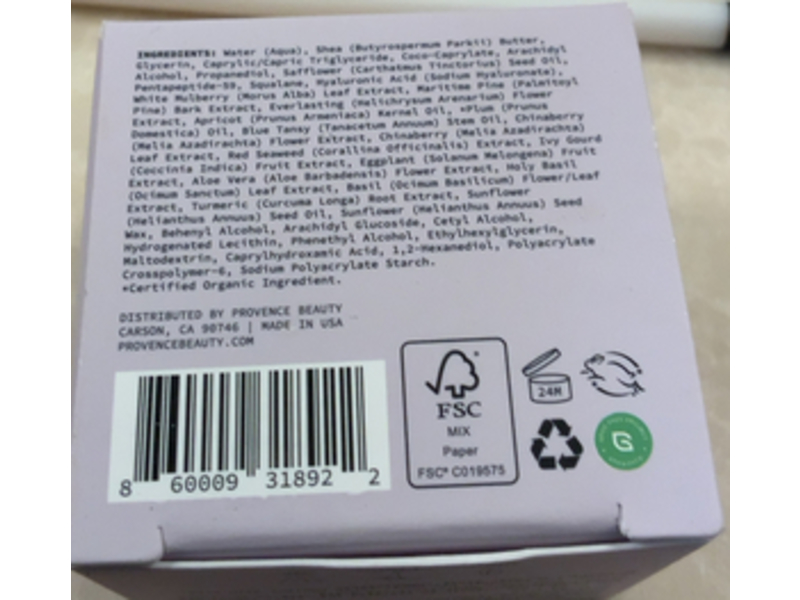 INGREDIENTS: Water (Aqua), Shea (Butyrospermum Parkii) Butter,
Glycerin, Caprylic/Capric Triglyceride, Coco-Caprylate, Arachidyl
Alcohol, Propanediol, Safflower (Carthatmus Tinctorius) Seed Oil,
Pentapeptide-59, Squalane, Hyaluronic Acid (Sodium Hyaluronate),
White Mulberry (Morus Alba) Leaf Extract, Maritime Pine (Palmitoyl
Pine) Bark Extract, Everlasting (Helichrysum Arenarium) Flower
Extract, Apricot (Prunus Armeniaca) Kernel Oil, *Plum (Prunus
Domestica) Oil, Blue Tansy (Tanacetum Annuum) Stem Oil, Chinaberry
(Melia Azadirachta) Flower Extract, Chinaberry (Melia Azadirachta)
Leaf Extract, Red Seaweed (Corallina Officinalis) Extract, Ivy Gourd
(Coccinia Indica) Fruit Extract, Eggplant (Solanum Melongena) Fruit
Extract, Aloe Vera (Aloe Barbadensis) Flower Extract, Holy Basil
(Ocimum Sanctum) Leaf Extract, Basil (Ocimum Basilicum) Flower/Leaf
Extract, Turmeric (Curcuma Longa) Root Extract, Sunflower
(Helianthus Annuus) Seed Oil, Sunflower (Helianthus Annuus) Seed
Wax, Behenyl Alcohol, Arachidyl Glucoside, Cetyl Alcohol,
Hydrogenated Lecithin, Phenethyl Alcohol, Ethylhexylglycerin,
Maltodextrin, Caprylhydroxamic Acid, 1,2-Hexanediol, Polyacrylate
Crosspolymer-6, Sodium Polyacrylate Starch.
*Certified Organic Ingredient.
DISTRIBUTED BY PROVENCE BEAUTY
CARSON, CA 90746 | MADE IN USA
PROVENCEBEAUTY.COM
8 60009 31892 2
FSC
MIX
Paper
FSC® C019575
24M